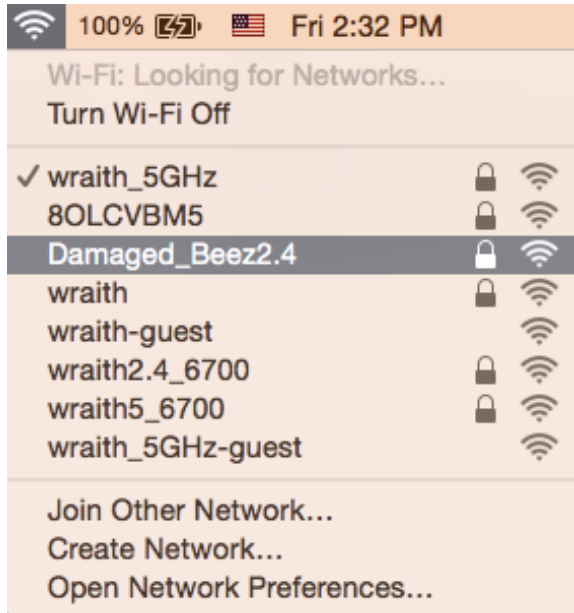 100% Fri 2:32 PM
Wi-Fi: Looking for Networks...
Turn Wi-Fi Off
wraith_5GHz
8OLCVBM5
Damaged_Beez2.4
wraith
wraith-guest
wraith2.4_6700
wraith5_6700
wraith_5GHz-guest
Join Other Network...
Create Network...
Open Network Preferences...